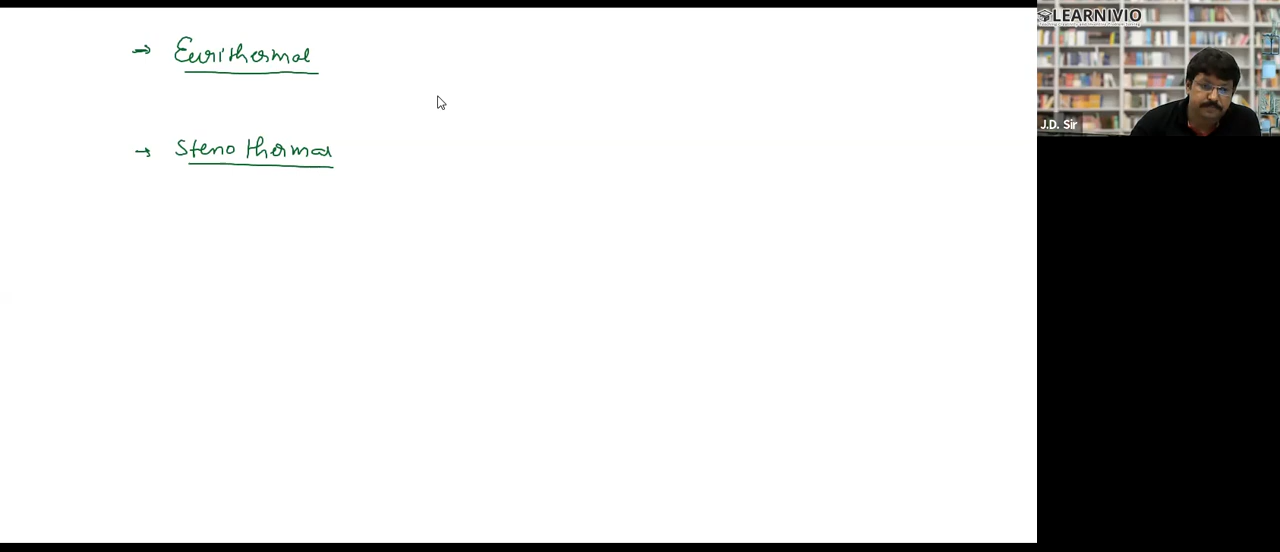 → Eurithermal
→ Steno thermal
LEARNIVIO
J.D. Sir